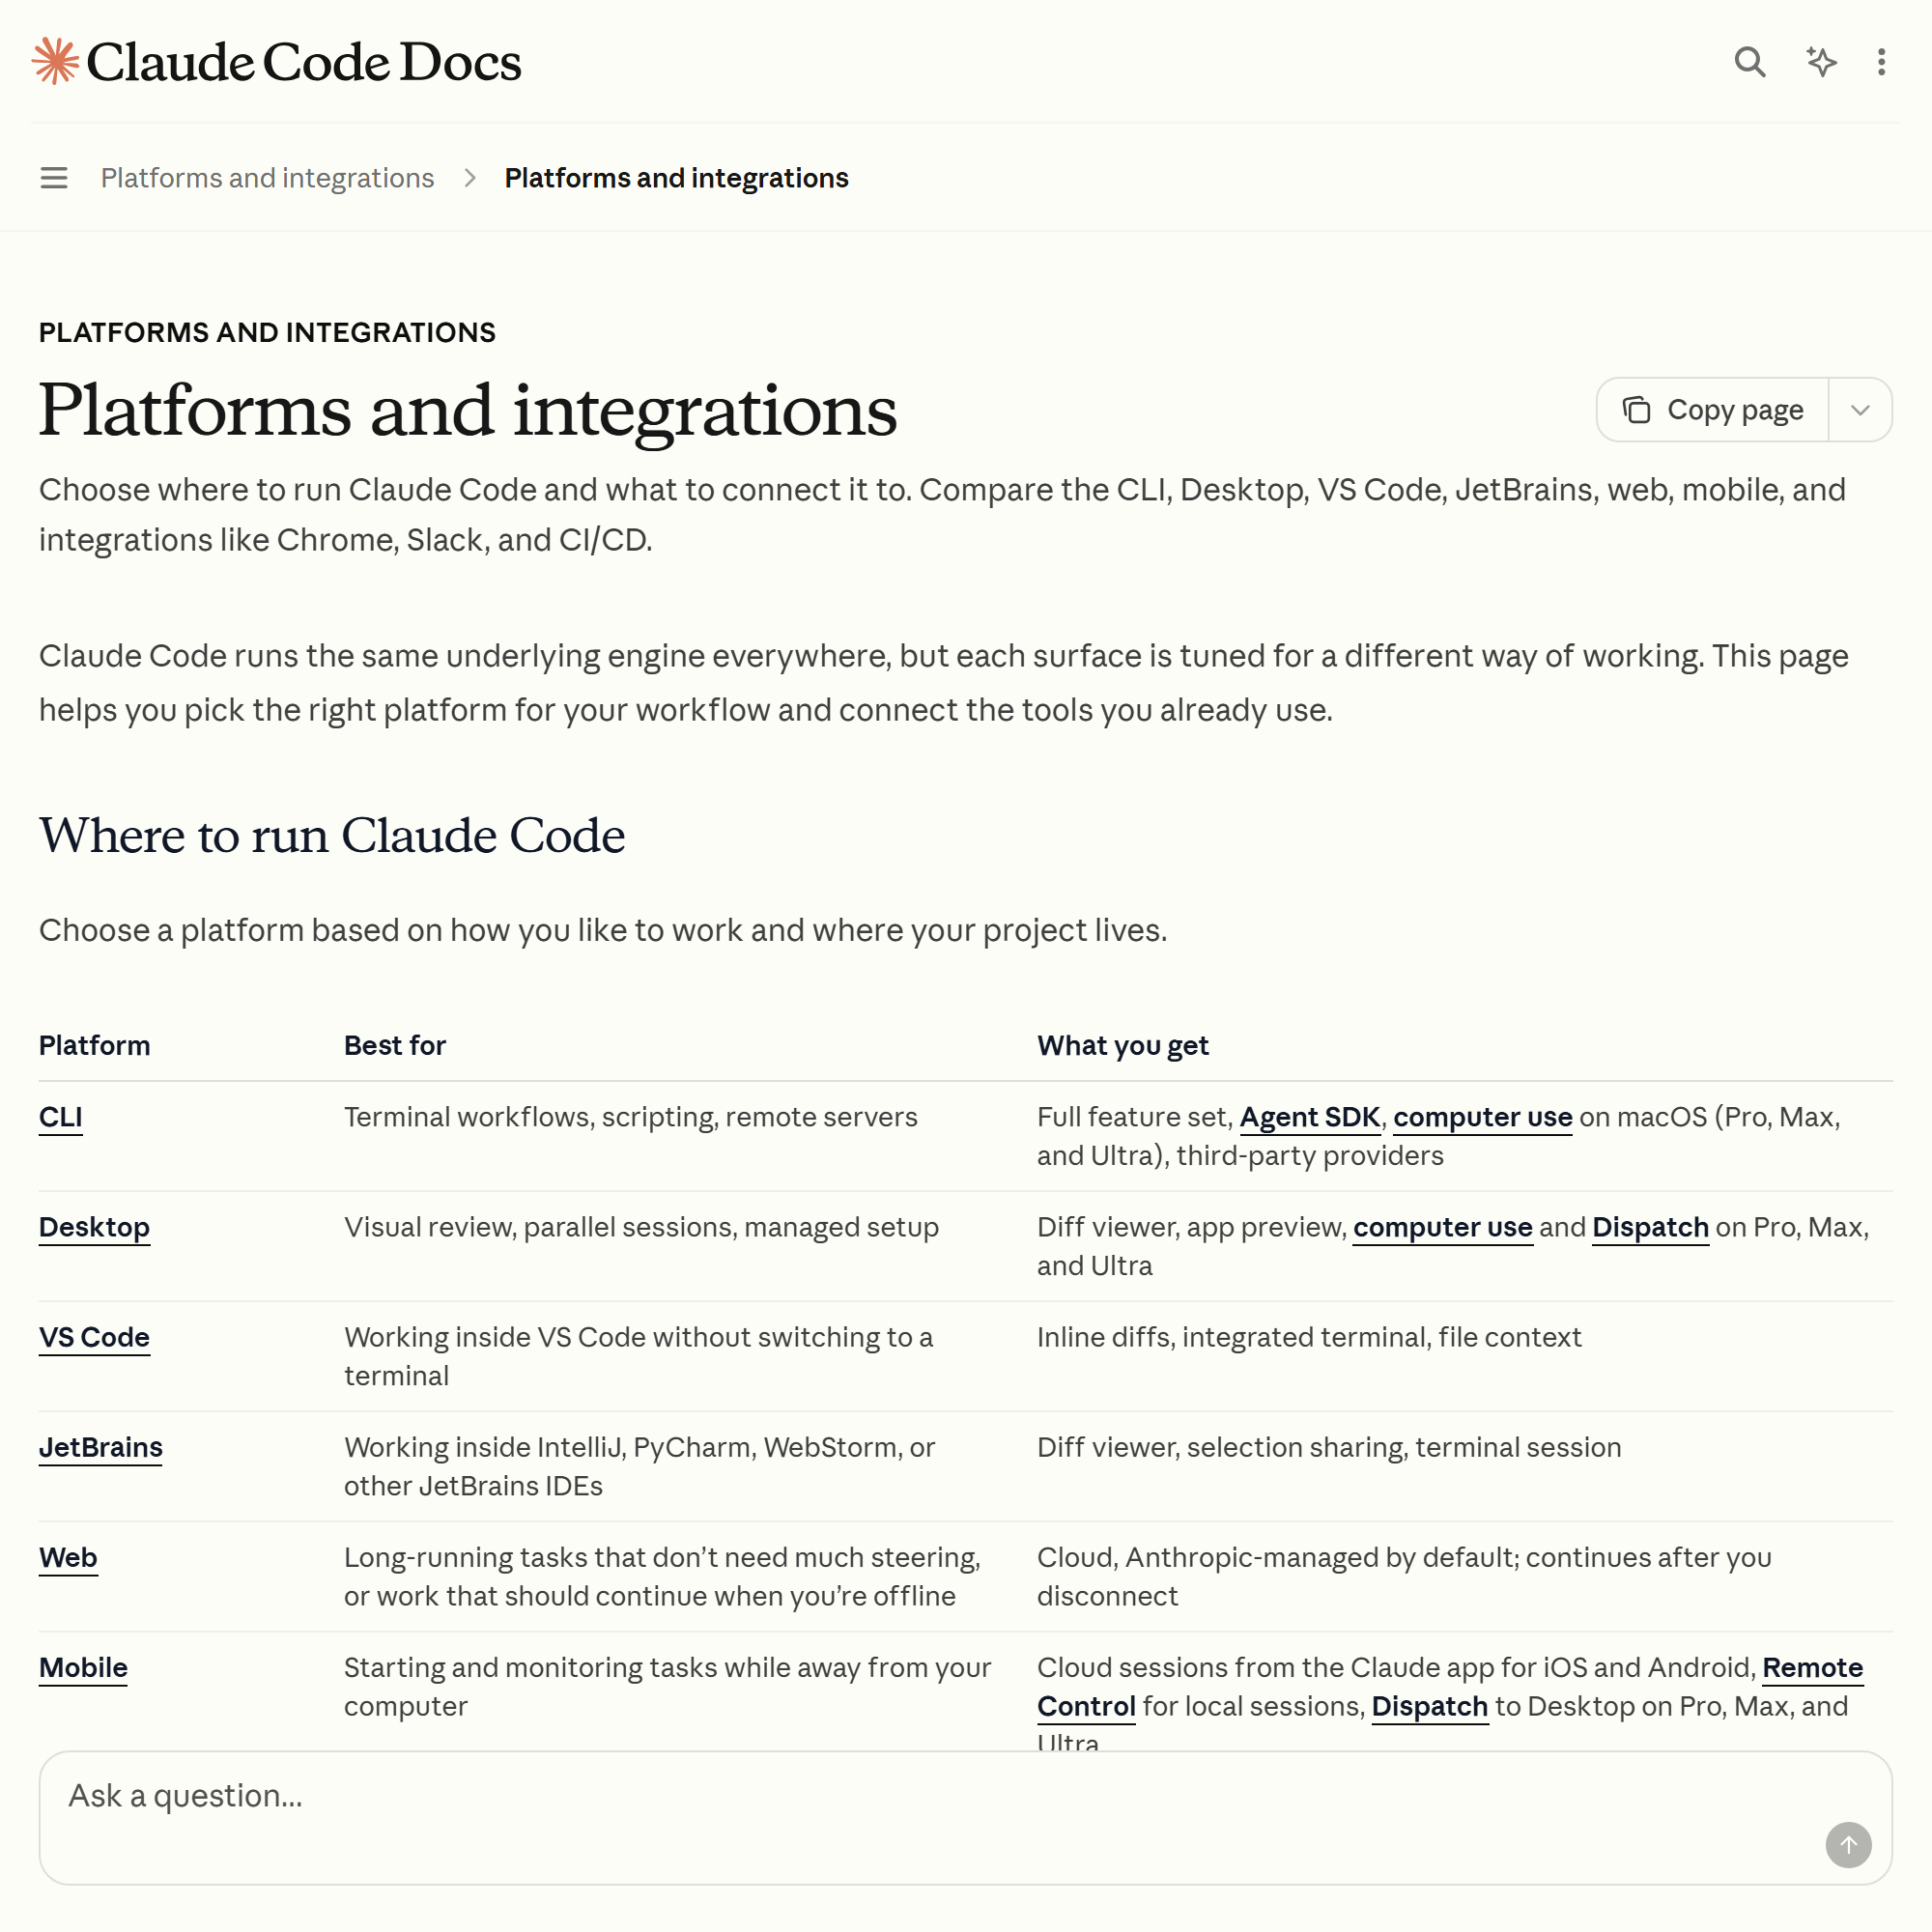 Claude Code Docs
Platforms and integrations > Platforms and integrations
PLATFORMS AND INTEGRATIONS
Platforms and integrations
Copy page
Choose where to run Claude Code and what to connect it to. Compare the CLI, Desktop, VS Code, JetBrains, web, mobile, and
integrations like Chrome, Slack, and CI/CD.
Claude Code runs the same underlying engine everywhere, but each surface is tuned for a different way of working. This page
helps you pick the right platform for your workflow and connect the tools you already use.
Where to run Claude Code
Choose a platform based on how you like to work and where your project lives.
Platform Best for What you get
CLI Terminal workflows, scripting, remote servers Full feature set, Agent SDK, computer use on macOS (Pro, Max,
and Ultra), third-party providers
Desktop Visual review, parallel sessions, managed setup Diff viewer, app preview, computer use and Dispatch on Pro, Max,
and Ultra
VS Code Working inside VS Code without switching to a Inline diffs, integrated terminal, file context
terminal
JetBrains Working inside IntelliJ, PyCharm, WebStorm, or Diff viewer, selection sharing, terminal session
other JetBrains IDEs
Web Long-running tasks that don’t need much steering, Cloud, Anthropic-managed by default; continues after you
or work that should continue when you’re offline disconnect
Mobile Starting and monitoring tasks while away from your Cloud sessions from the Claude app for iOS and Android, Remote
computer Control for local sessions, Dispatch to Desktop on Pro, Max, and
Ultra
Ask a question...